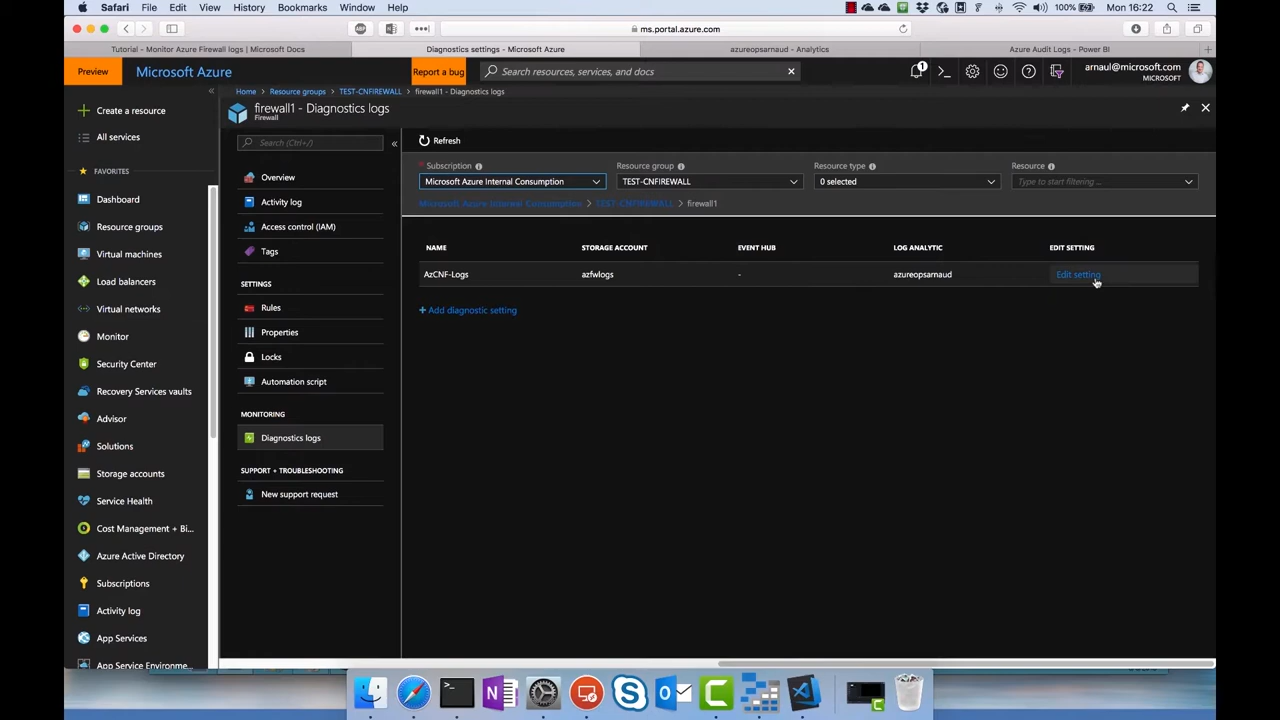 Safari File Edit View History Bookmarks Window Help 100% Mon 16:22
ms.portal.azure.com
Tutorial - Monitor Azure Firewall logs | Microsoft Docs
Diagnostics settings - Microsoft Azure
azureopsarnaud - Analytics
Azure Audit Logs - Power BI
Preview
Microsoft Azure
Report a bug
Search resources, services, and docs
1
arnaul@microsoft.com
MICROSOFT
Home > Resource groups > TEST-CNFIREWALL > firewall1 - Diagnostics logs
firewall1 - Diagnostics logs
Firewall
Create a resource
All services
FAVORITES
Dashboard
Resource groups
Virtual machines
Load balancers
Virtual networks
Monitor
Security Center
Recovery Services vaults
Advisor
Solutions
Storage accounts
Service Health
Cost Management + Bi...
Azure Active Directory
Subscriptions
Activity log
App Services
App Service Environme...
Search (Ctrl+/)
Overview
Activity log
Access control (IAM)
Tags
SETTINGS
Rules
Properties
Locks
Automation script
MONITORING
Diagnostics logs
SUPPORT + TROUBLESHOOTING
New support request
Refresh
* Subscription
Resource group
Resource type
Resource
Microsoft Azure Internal Consumption
TEST-CNFIREWALL
0 selected
Type to start filtering ...
Microsoft Azure Internal Consumption > TEST-CNFIREWALL > firewall1
NAME STORAGE ACCOUNT EVENT HUB LOG ANALYTIC EDIT SETTING
AzCNF-Logs azfwlogs - azureopsarnaud Edit setting
+ Add diagnostic setting